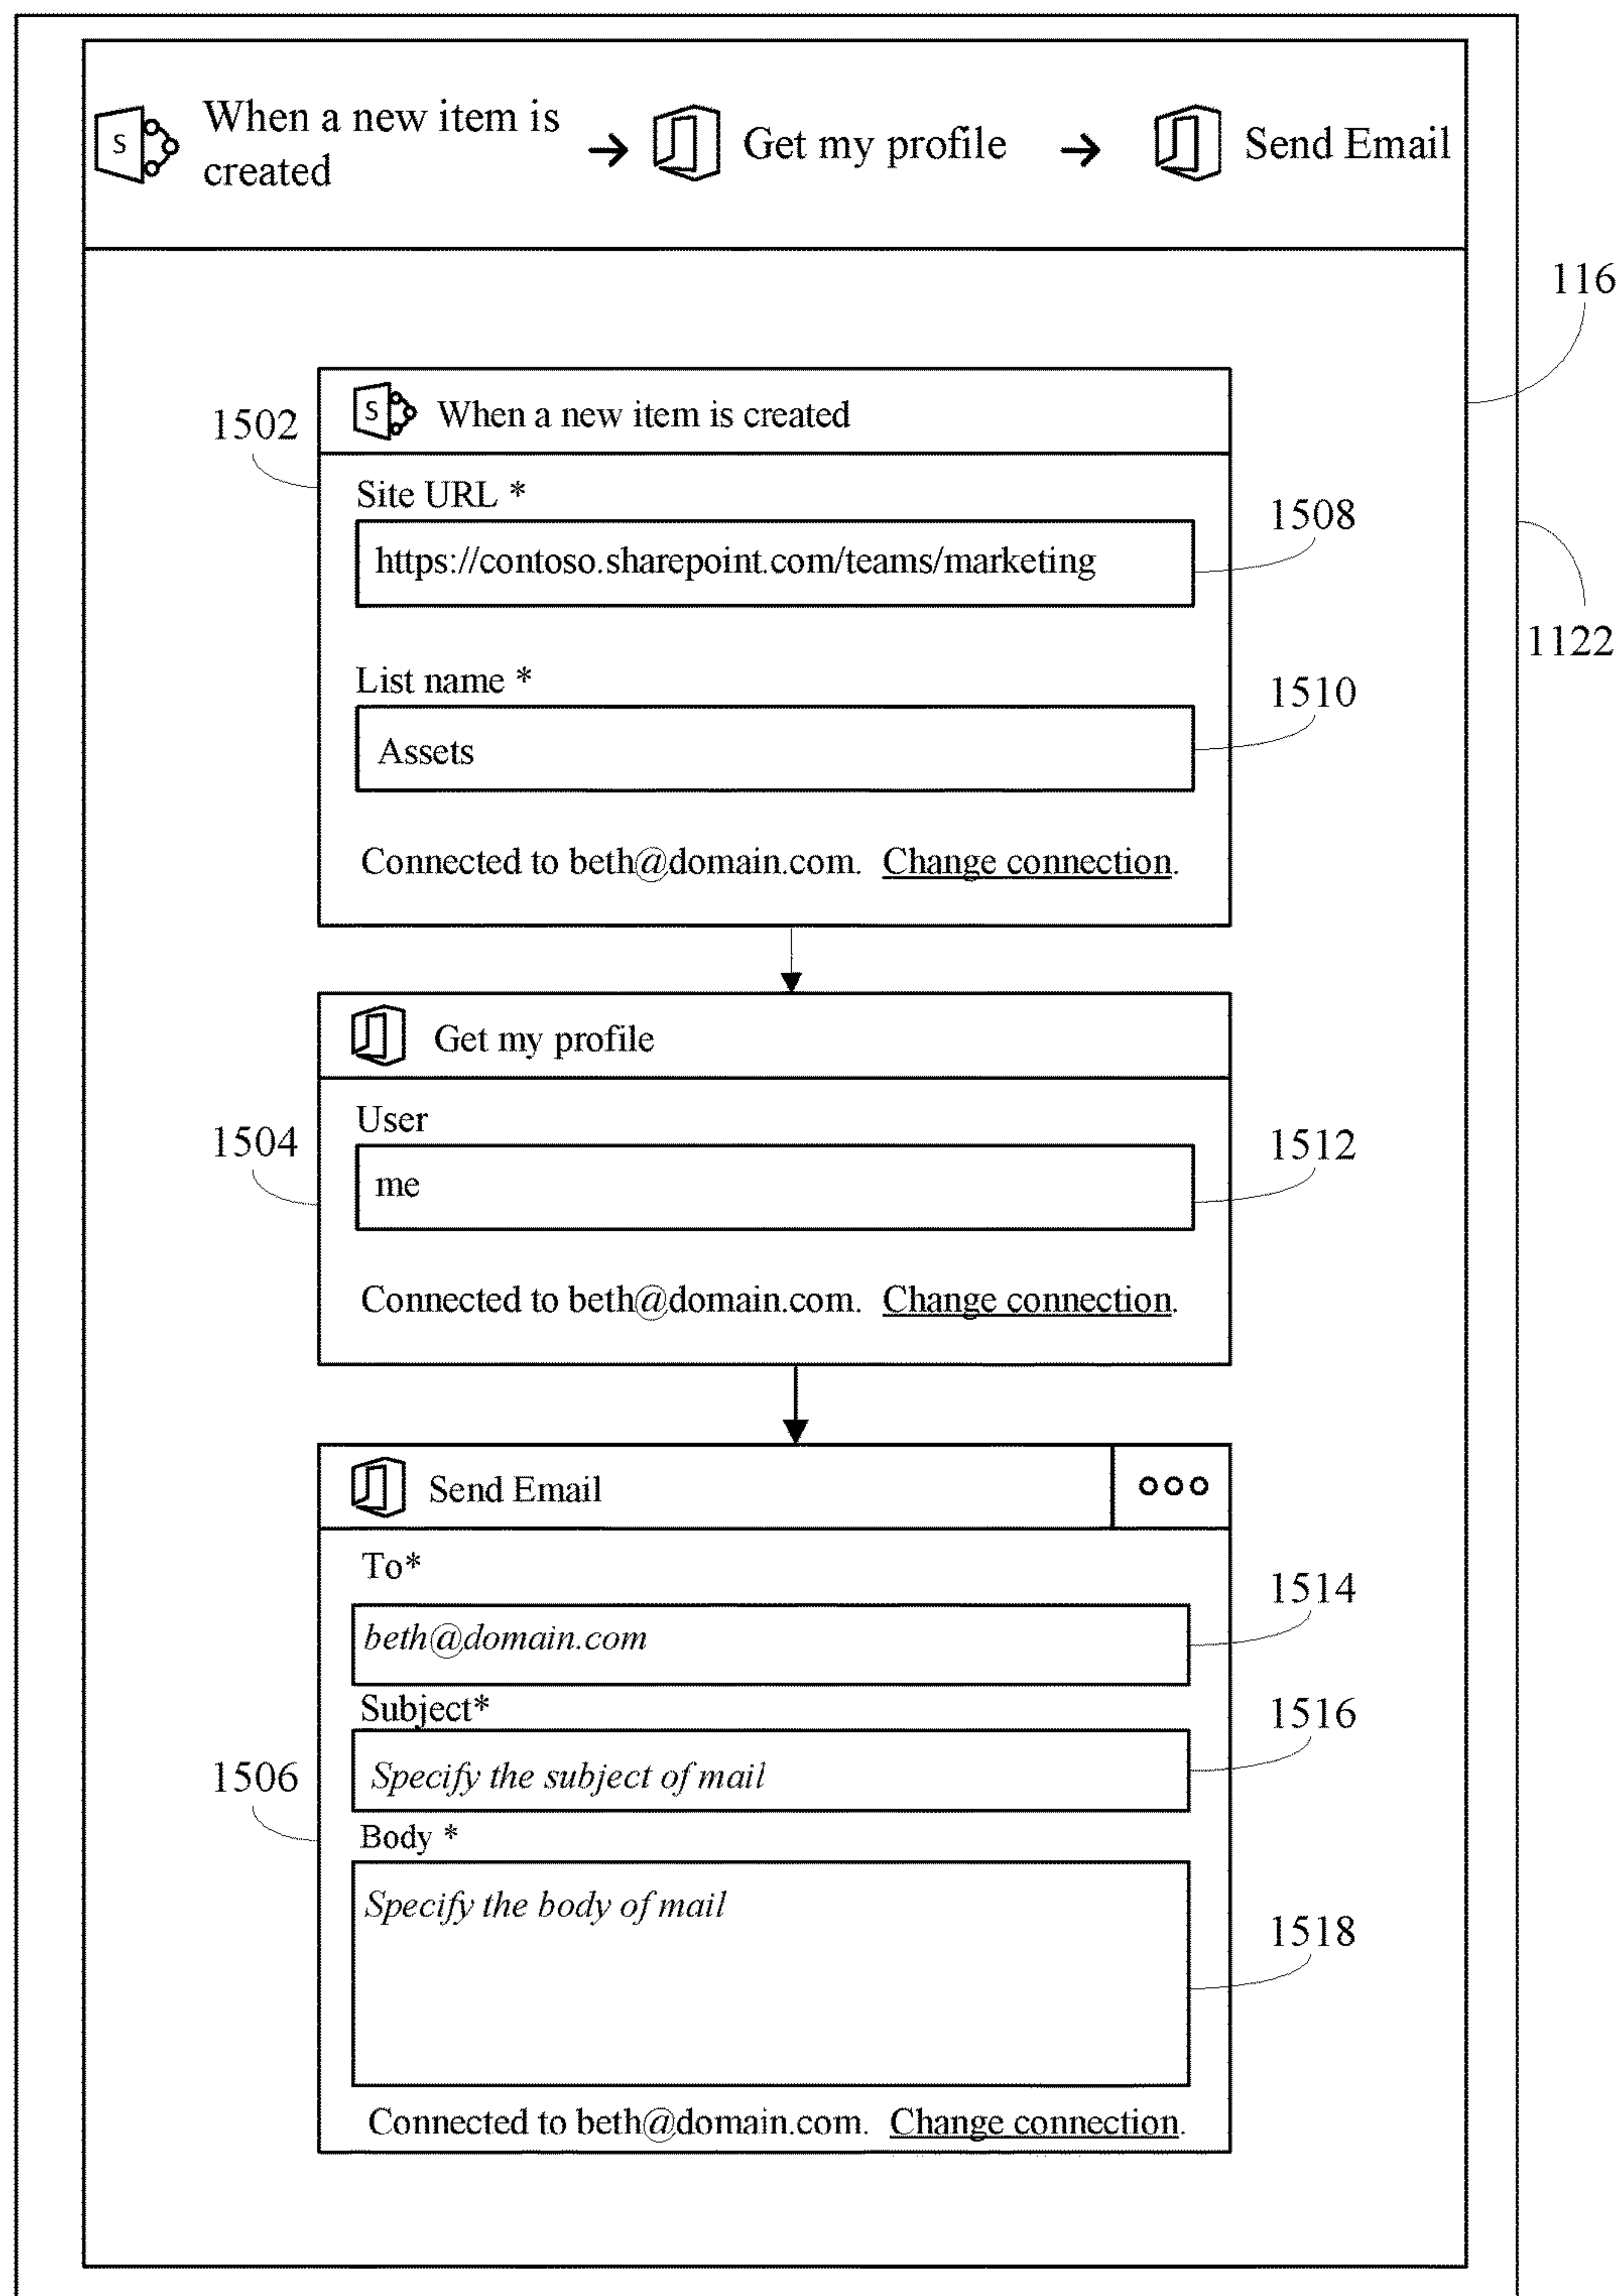 When a new item is
created
Get my profile
Send Email
116
When a new item is created
1502
Site URL *
1508
https://contoso.sharepoint.com/teams/marketing
1122
List name *
1510
Assets
Connected to beth@domain.com. Change connection.
Get my profile
User
1504
1512
me
Connected to beth@domain.com. Change connection.
Send Email
To*
1514
beth@domain.com
Subject*
1516
1506
Specify the subject of mail
Body *
Specify the body of mail
1518
Connected to beth@domain.com. Change connection.